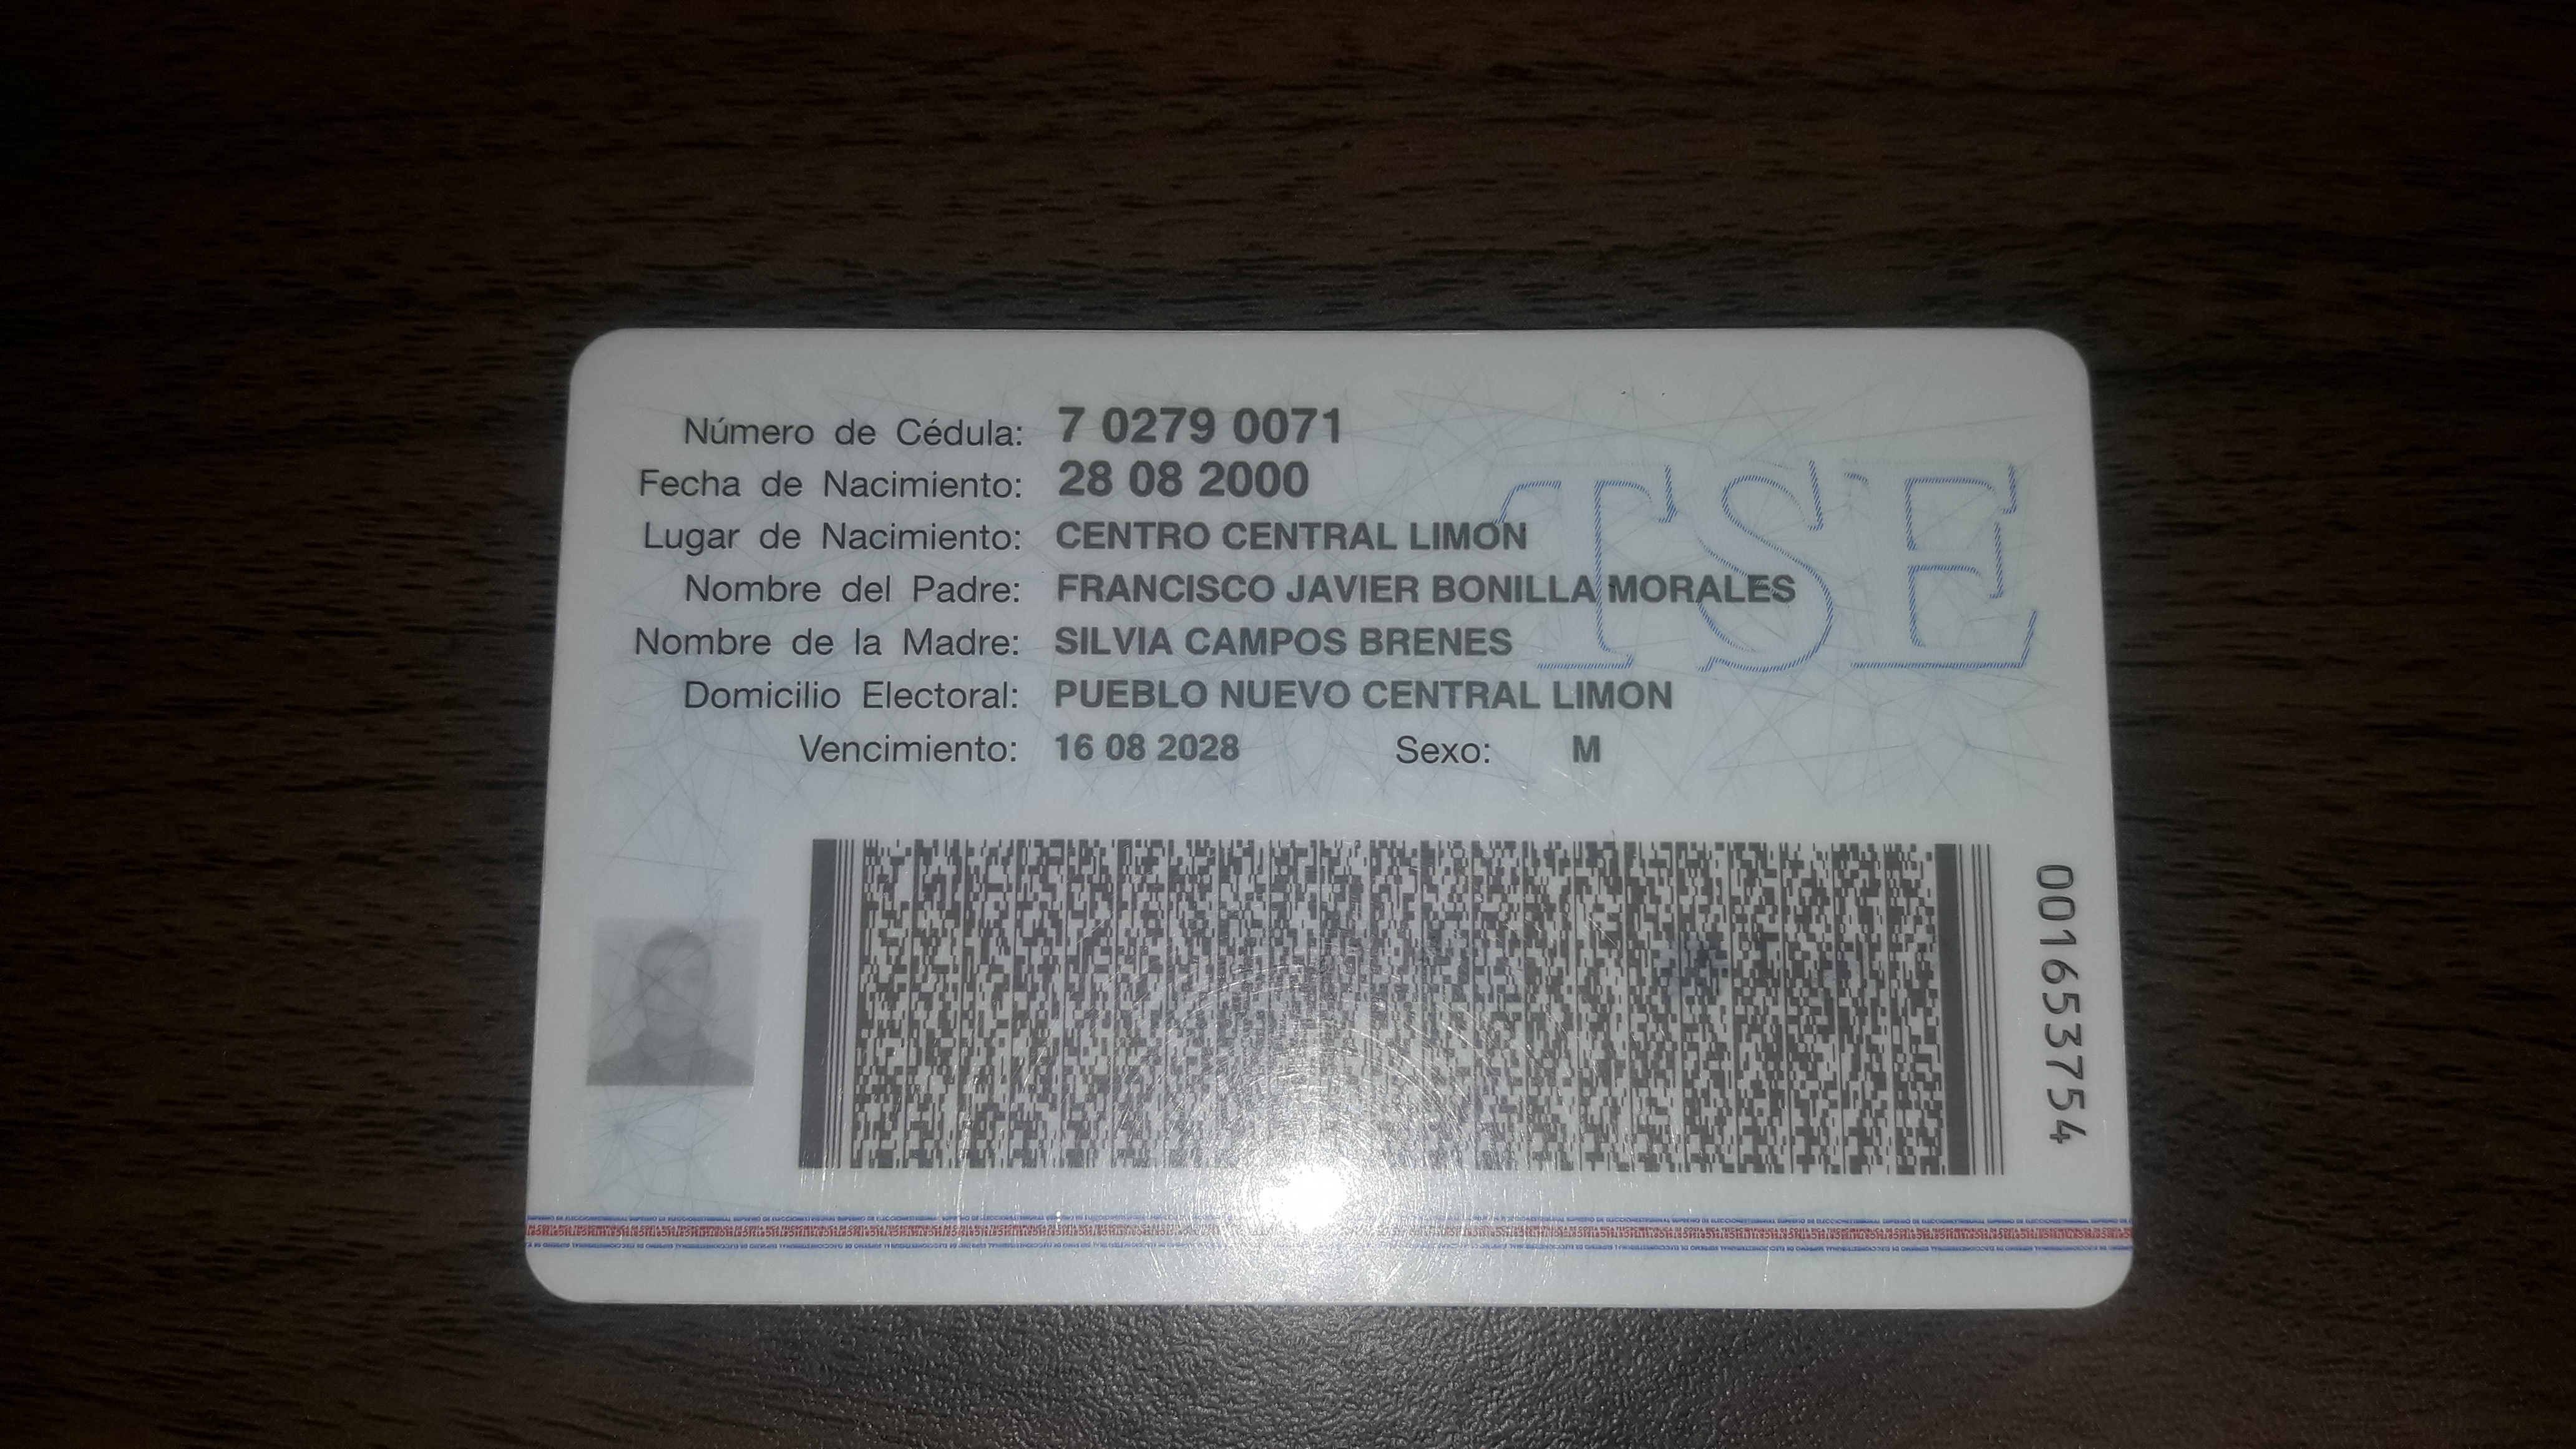 Número de Cédula: 7 0279 0071
Fecha de Nacimiento: 28 08 2000
Lugar de Nacimiento: CENTRO CENTRAL LIMON
Nombre del Padre: FRANCISCO JAVIER BONILLA MORALES
Nombre de la Madre: SILVIA CAMPOS BRENES
Domicilio Electoral: PUEBLO NUEVO CENTRAL LIMON
Vencimiento: 16 08 2028 Sexo: M
TSE
001653754